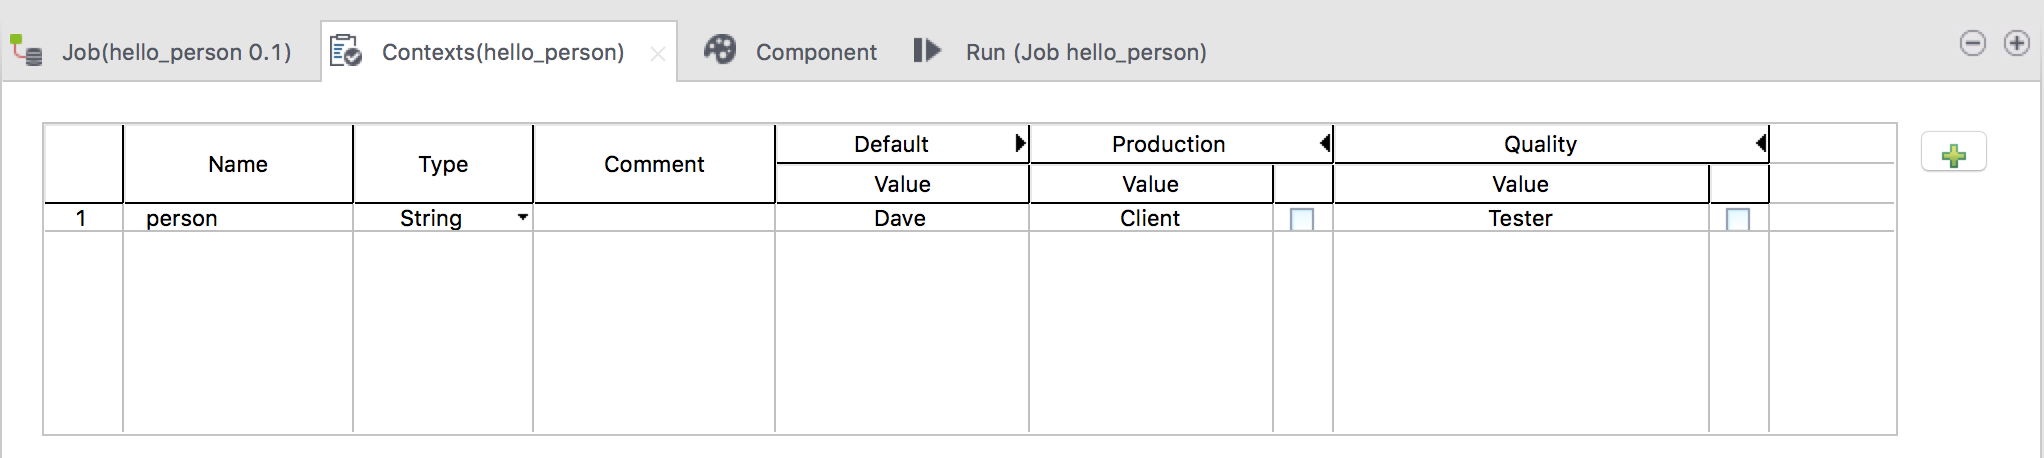 Job(hello_person 0.1) Contexts(hello_person) Component Run (Job hello_person)
Name Type Comment Default Production Quality
Value Value Value
1 person String Dave Client Tester